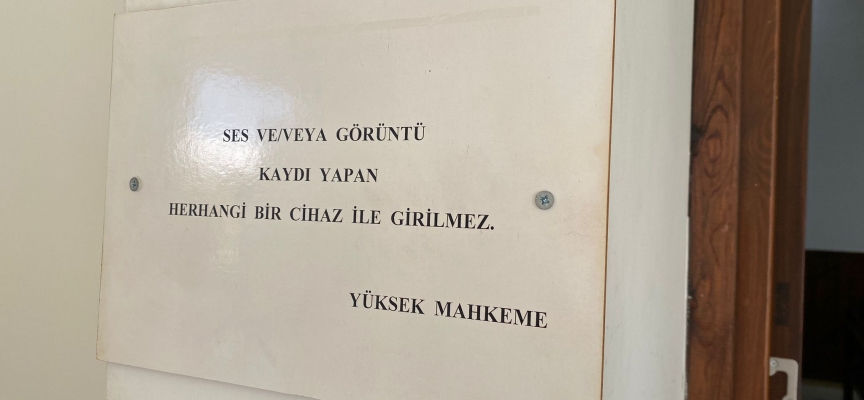 SES VE/VEYA GÖRÜNTÜ
KAYDI YAPAN
HERHANGİ BİR CİHAZ İLE GİRİLMEZ.
YÜKSEK MAHKEME